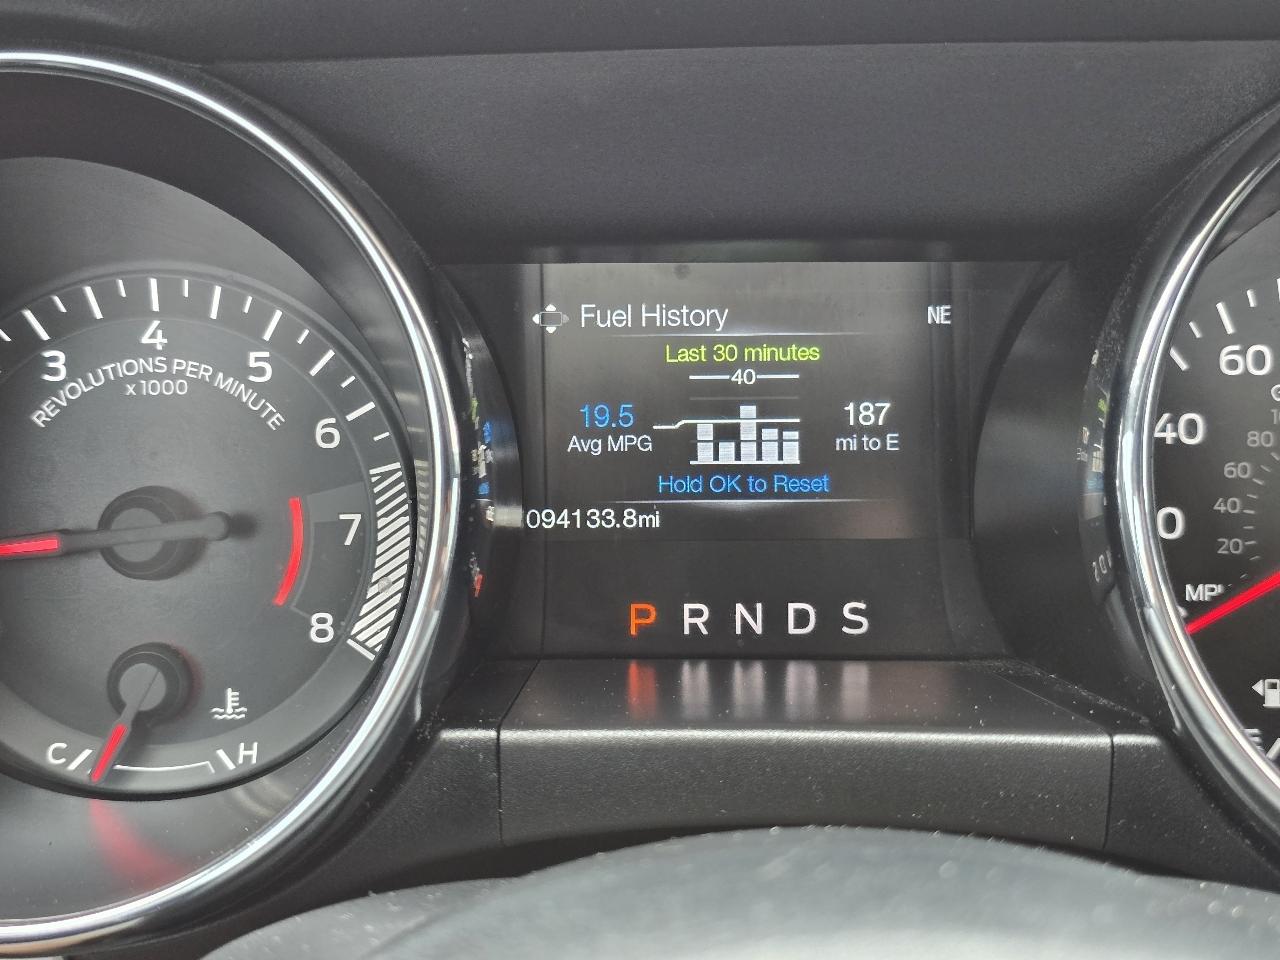 3 4 5 6 7 8
REVOLUTIONS PER MINUTE
x1000
C H
Fuel History NE
Last 30 minutes
40
19.5
Avg MPG
187
mi to E
Hold OK to Reset
094133.8mi
P R N D S
60
40
80
60
40
20
MPH